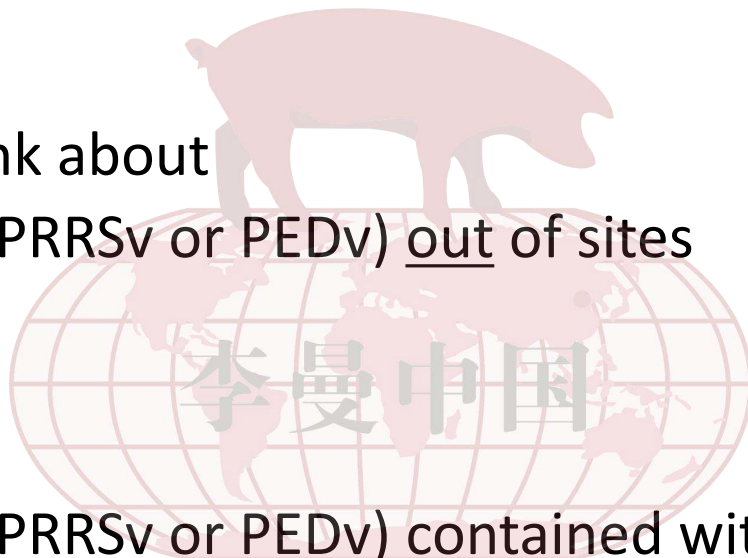 nk about
PRRSv or PEDv) out of sites
李曼中国
PRRSv or PEDv) contained wit